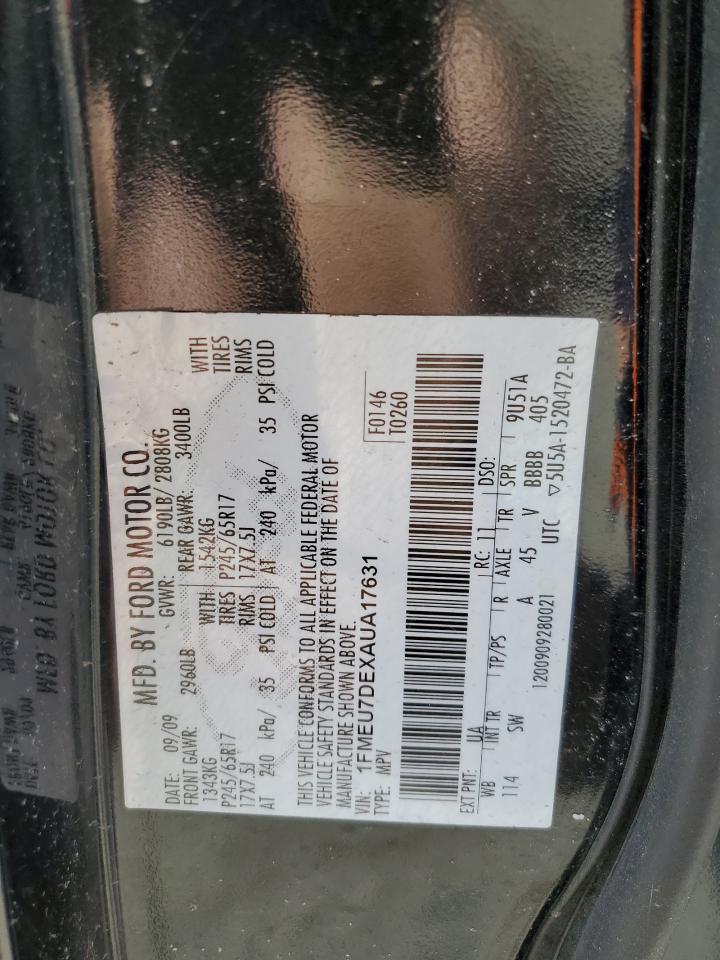 MFD. BY FORD MOTOR CO.
DATE: 09/09 GVWR: 6190LB/2808KG
FRONT GAWR: 2960LB REAR GAWR: 3400LB
1343KG WITH 1542KG WITH
P245/65R17 TIRES P245/65R17 TIRES
17X7.5J RIMS 17X7.5J RIMS
AT 240 kPa/ 35 PSI COLD AT 240 kPa/ 35 PSI COLD
THIS VEHICLE CONFORMS TO ALL APPLICABLE FEDERAL MOTOR
VEHICLE SAFETY STANDARDS IN EFFECT ON THE DATE OF
MANUFACTURE SHOWN ABOVE.
VIN: 1FMEU7DEXAUA17631 F0146
TYPE: MPV T0260
EXT PNT: UA RC: 11 DSO:
WB INT TR TP/PS R AXLE TR SPR 9U51A
114 SW A 45 V BBBB 405
1200909280021 UTC ▽5U5A-1520472-BA
MFD. BY FORD MOTOR CO.